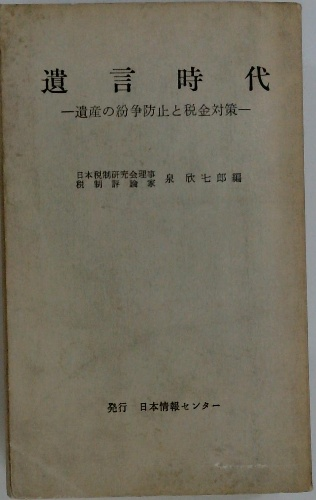 遺言時代
―遺産の紛争防止と税金対策―
日本税制研究会理事
税制評論家 泉欣七郎編
発行 日本情報センター